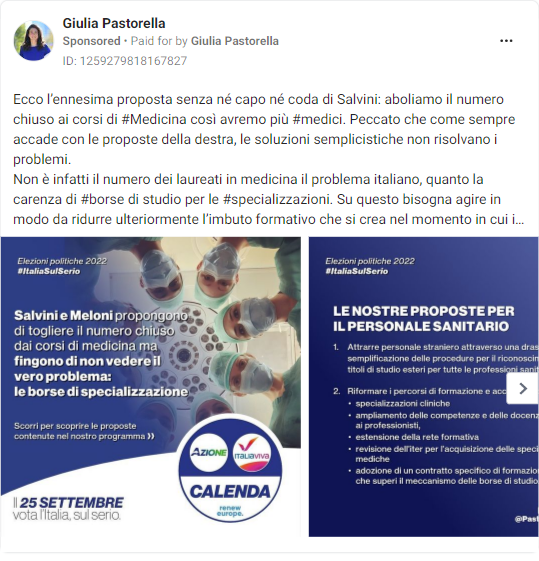 Giulia Pastorella
Sponsored • Paid for by Giulia Pastorella
ID: 1259279818167827
Ecco l'ennesima proposta senza né capo né coda di Salvini: aboliamo il numero
chiuso ai corsi di #Medicina così avremo più #medici. Peccato che come sempre
accade con le proposte della destra, le soluzioni semplicistiche non risolvano i
problemi.
Non è infatti il numero dei laureati in medicina il problema italiano, quanto la
carenza di #borse di studio per le #specializzazioni. Su questo bisogna agire in
modo da ridurre ulteriormente l'imbuto formativo che si crea nel momento in cui i...
Elezioni politiche 2022
#ItaliaSulSerio
Salvini e Meloni propongono
di togliere il numero chiuso
dai corsi di medicina ma
fingono di non vedere il
vero problema:
le borse di specializzazione
Scorri per scoprire le proposte
contenute nel nostro programma ⟩⟩
AZIONE
ITALIAVIVA
CALENDA
renew
europe.
Il 25 SETTEMBRE
vota l'Italia, sul serio.
Elezioni politiche 2022
#ItaliaSulSerio
LE NOSTRE PROPOSTE PER
IL PERSONALE SANITARIO
1. Attrarre personale straniero attraverso una dras
semplificazione delle procedure per il riconoscim
titoli di studio esteri per tutte le professioni sanit
2. Riformare i percorsi di formazione e acc
• specializzazioni cliniche
• ampliamento delle competenze e delle docenz
ai professionisti,
• estensione della rete formativa
• revisione dell'iter per l'acquisizione delle speci
mediche
• adozione di un contratto specifico di formazio
che superi il meccanismo delle borse di studio
@Past